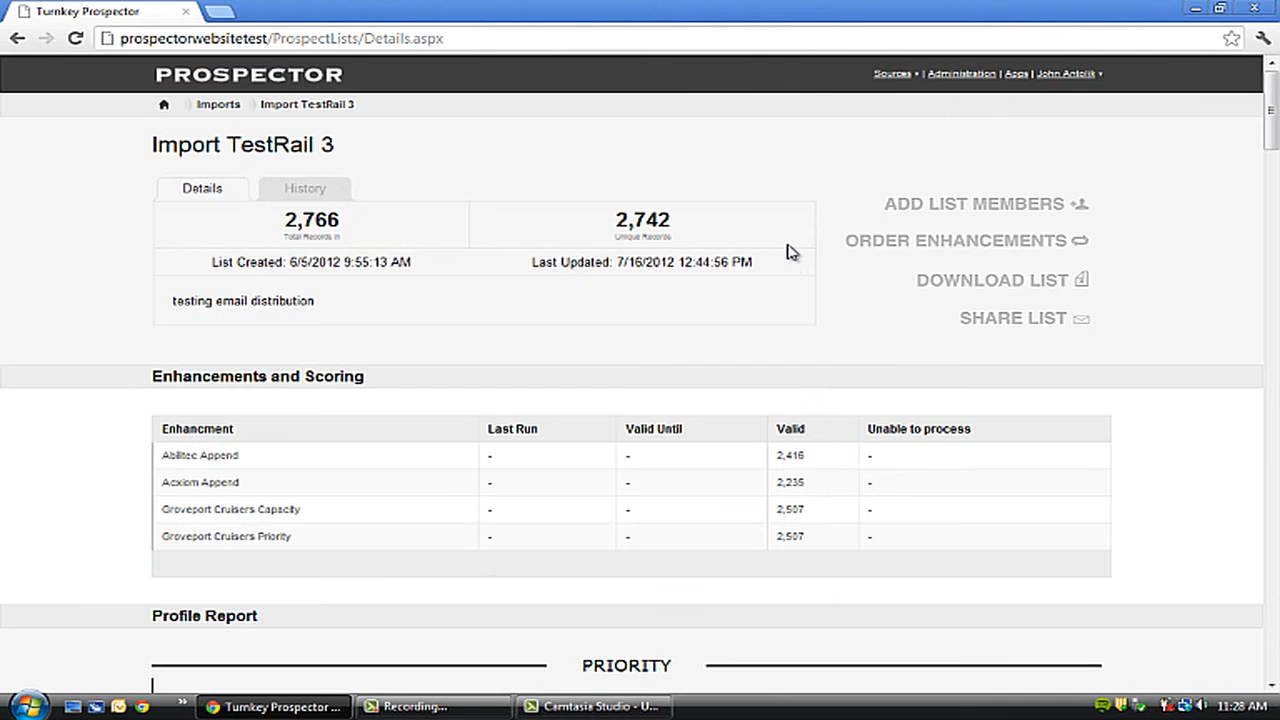 Turnkey Prospector
prospectorwebsitetest/ProspectLists/Details.aspx
PROSPECTOR
Sources | Administration | Apps | John Antolik
Imports Import TestRail 3
Import TestRail 3
Details History
2,766 2,742
Total Records In Unique Records
List Created: 6/5/2012 9:55:13 AM Last Updated: 7/16/2012 12:44:56 PM
testing email distribution
ADD LIST MEMBERS
ORDER ENHANCEMENTS
DOWNLOAD LIST
SHARE LIST
Enhancements and Scoring
Enhancment Last Run Valid Until Valid Unable to process
Abilitec Append - - 2,416 -
Acxiom Append - - 2,235 -
Groveport Cruisers Capacity - - 2,507 -
Groveport Cruisers Priority - - 2,507 -
Profile Report
PRIORITY
Turnkey Prospector ... Recording... Camtasia Studio - U... 11:28 AM